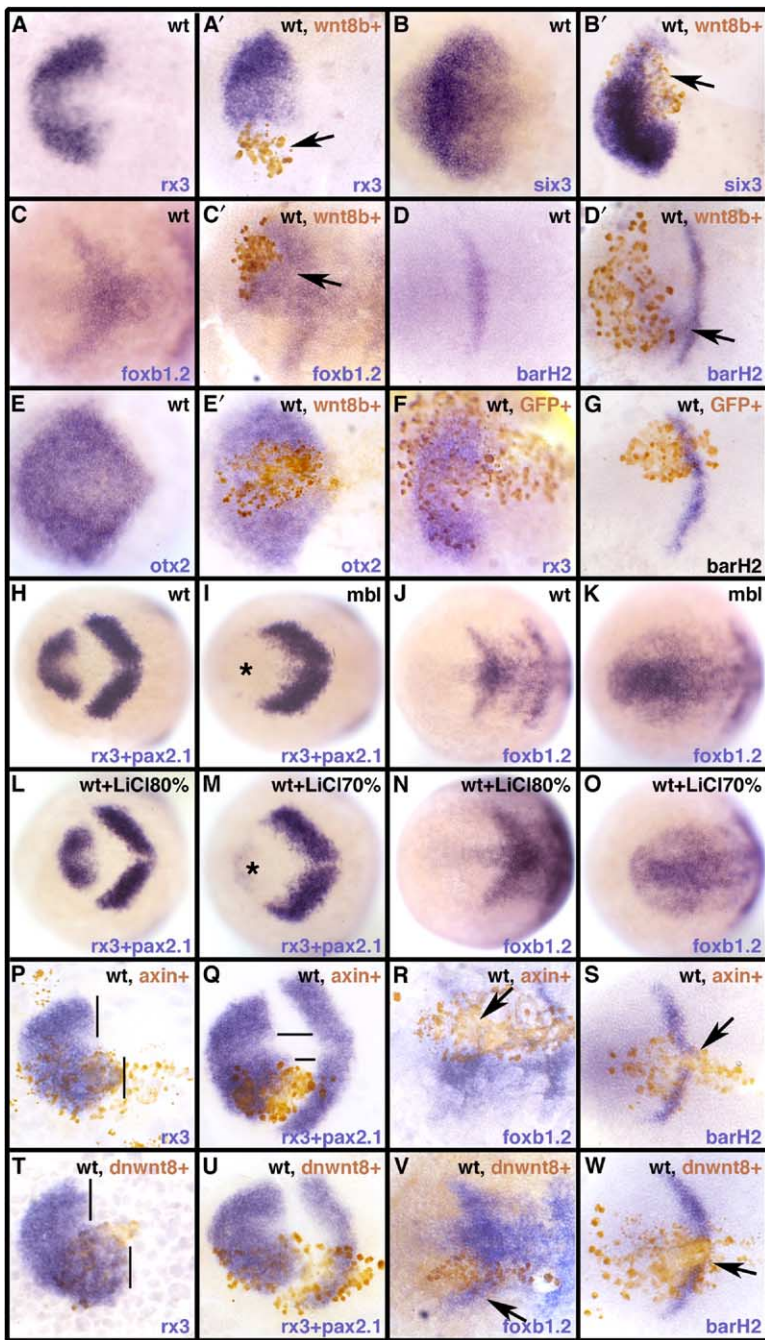 A wt
rx3
A′ wt, wnt8b+
rx3
B wt
six3
B′ wt, wnt8b+
six3
C wt
foxb1.2
C′ wt, wnt8b+
foxb1.2
D wt
barH2
D′ wt, wnt8b+
barH2
E wt
otx2
E′ wt, wnt8b+
otx2
F wt, GFP+
rx3
G wt, GFP+
barH2
H wt
rx3+pax2.1
I mbl
*
rx3+pax2.1
J wt
foxb1.2
K mbl
foxb1.2
L wt+LiCl80%
rx3+pax2.1
M wt+LiCl70%
*
rx3+pax2.1
N wt+LiCl80%
foxb1.2
O wt+LiCl70%
foxb1.2
P wt, axin+
rx3
Q wt, axin+
rx3+pax2.1
R wt, axin+
foxb1.2
S wt, axin+
barH2
T wt, dnwnt8+
rx3
U wt, dnwnt8+
rx3+pax2.1
V wt, dnwnt8+
foxb1.2
W wt, dnwnt8+
barH2